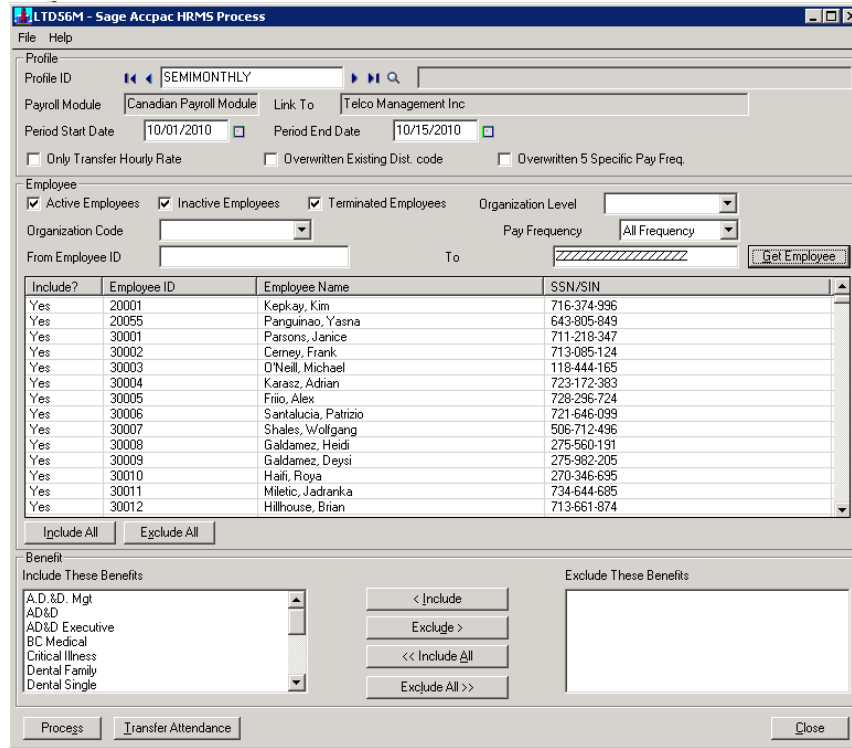 LTD56M - Sage Accpac HRMS Process
File Help
Profile
Profile ID SEMIMONTHLY
Payroll Module Canadian Payroll Module Link To Telco Management Inc
Period Start Date 10/01/2010 Period End Date 10/15/2010
Only Transfer Hourly Rate Overwritten Existing Dist. code Overwritten 5 Specific Pay Freq.
Employee
Active Employees Inactive Employees Terminated Employees Organization Level
Organization Code Pay Frequency All Frequency
From Employee ID To ZZZZZZZZZZZZZZZZZ Get Employee
Include? Employee ID Employee Name SSN/SIN
Yes 20001 Kepkay, Kim 716-374-996
Yes 20055 Panguinao, Yasna 643-805-849
Yes 30001 Parsons, Janice 711-218-347
Yes 30002 Cerney, Frank 713-085-124
Yes 30003 O'Neill, Michael 118-444-165
Yes 30004 Karasz, Adrian 723-172-383
Yes 30005 Friio, Alex 728-296-724
Yes 30006 Santalucia, Patrizio 721-646-099
Yes 30007 Shales, Wolfgang 506-712-496
Yes 30008 Galdamez, Heidi 275-560-191
Yes 30009 Galdamez, Deysi 275-982-205
Yes 30010 Haifi, Roya 270-346-695
Yes 30011 Miletic, Jadranka 734-644-685
Yes 30012 Hillhouse, Brian 713-661-874
Include All Exclude All
Benefit
Include These Benefits Exclude These Benefits
A.D.&D. Mgt
AD&D
AD&D Executive
BC Medical
Critical Illness
Dental Family
Dental Single
< Include
Exclude >
<< Include All
Exclude All >>
Process Transfer Attendance Close